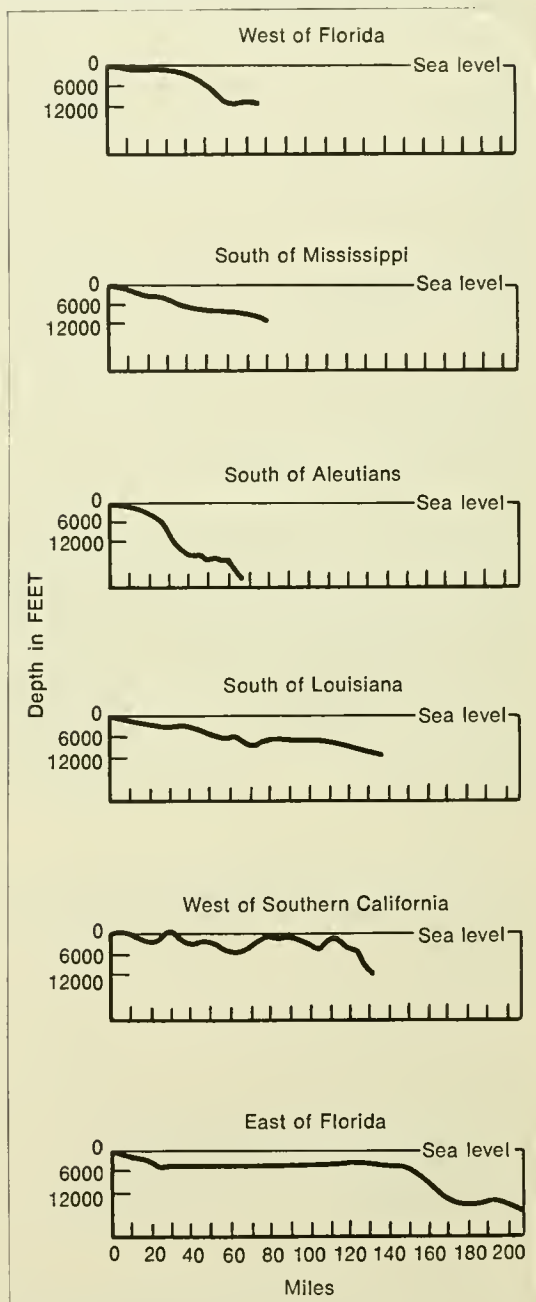 West of Florida
0
Sea level
6000
12000
South of Mississippi
0
Sea level
6000
12000
South of Aleutians
0
Sea level
6000
12000
Depth in FEET
South of Louisiana
0
Sea level
6000
12000
West of Southern California
0
Sea level
6000
12000
East of Florida
0
Sea level
6000
12000
0 20 40 60 80 100 120 140 160 180 200
Miles